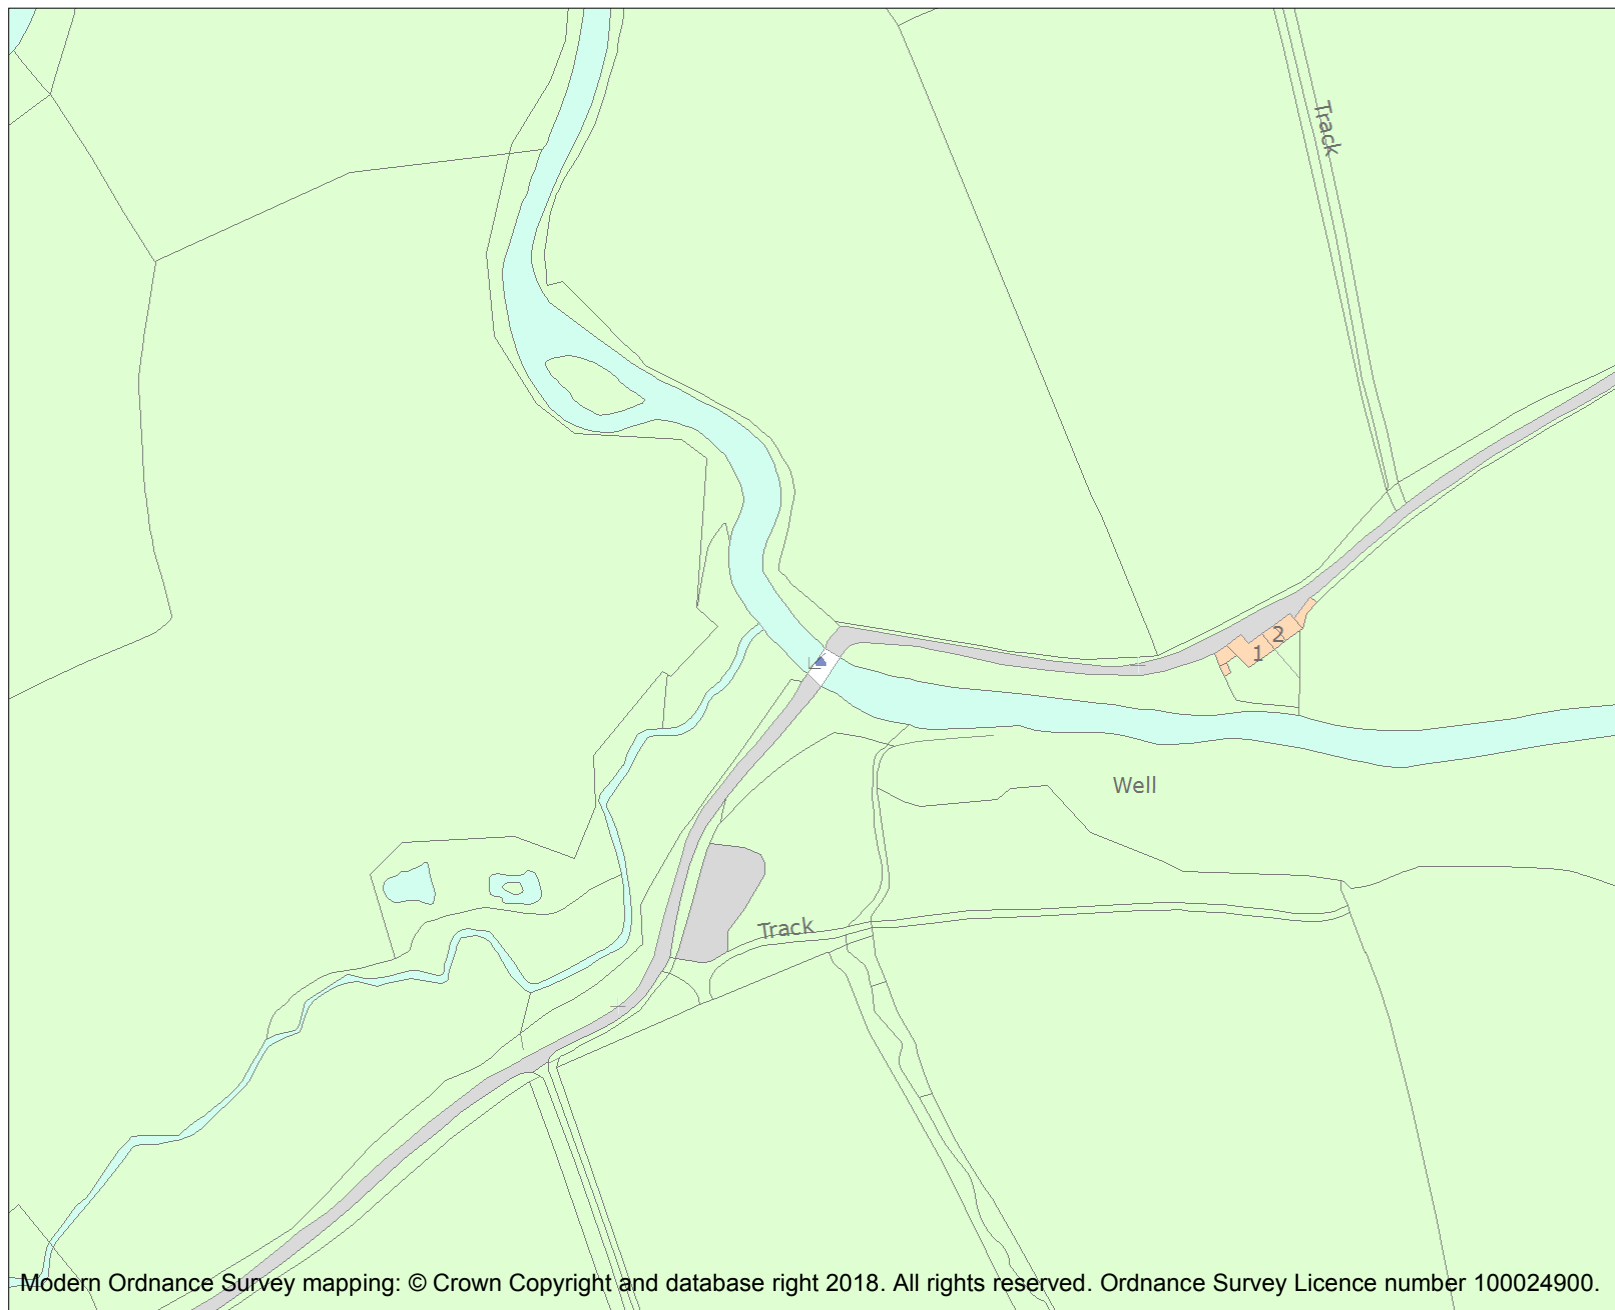 Track
2
1
Well
Track
Modern Ordnance Survey mapping: © Crown Copyright and database right 2018. All rights reserved. Ordnance Survey Licence number 100024900.